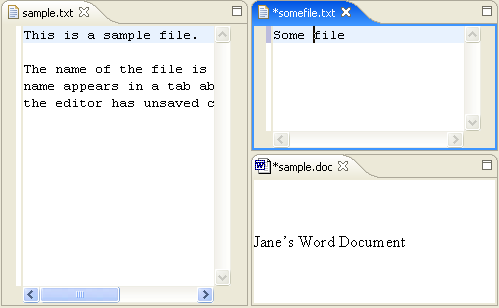 sample.txt
This is a sample file.
The name of the file is
name appears in a tab ab
the editor has unsaved c
*somefile.txt
Some file
*sample.doc
Jane's Word Document